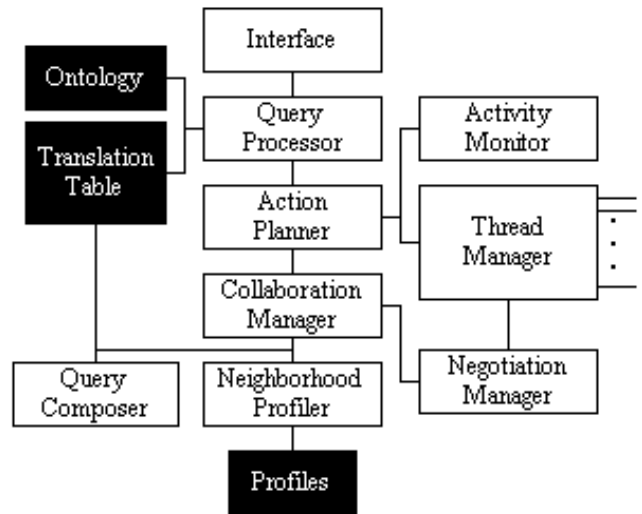 Interface
Ontology
Query
Processor
Activity
Monitor
Translation
Table
Action
Planner
Thread
Manager
Collaboration
Manager
Query
Composer
Neighborhood
Profiler
Negotiation
Manager
Profiles